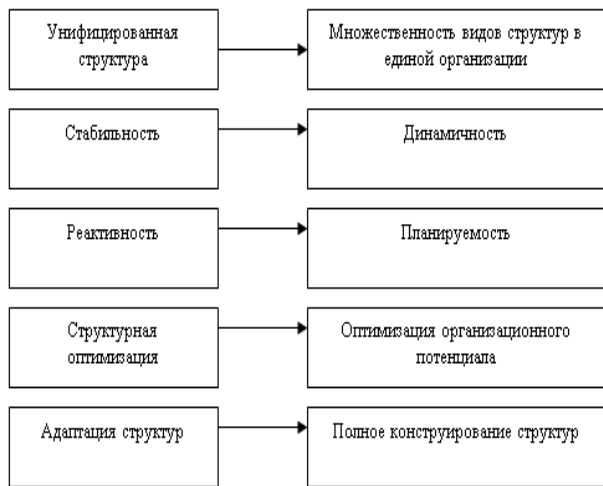 Унифицированная
структура
Множественность видов структур в
единой организации
Стабильность
Динамичность
Реактивность
Планируемость
Структурная
оптимизация
Оптимизация организационного
потенциала
Адаптация структур
Полное конструирование структур